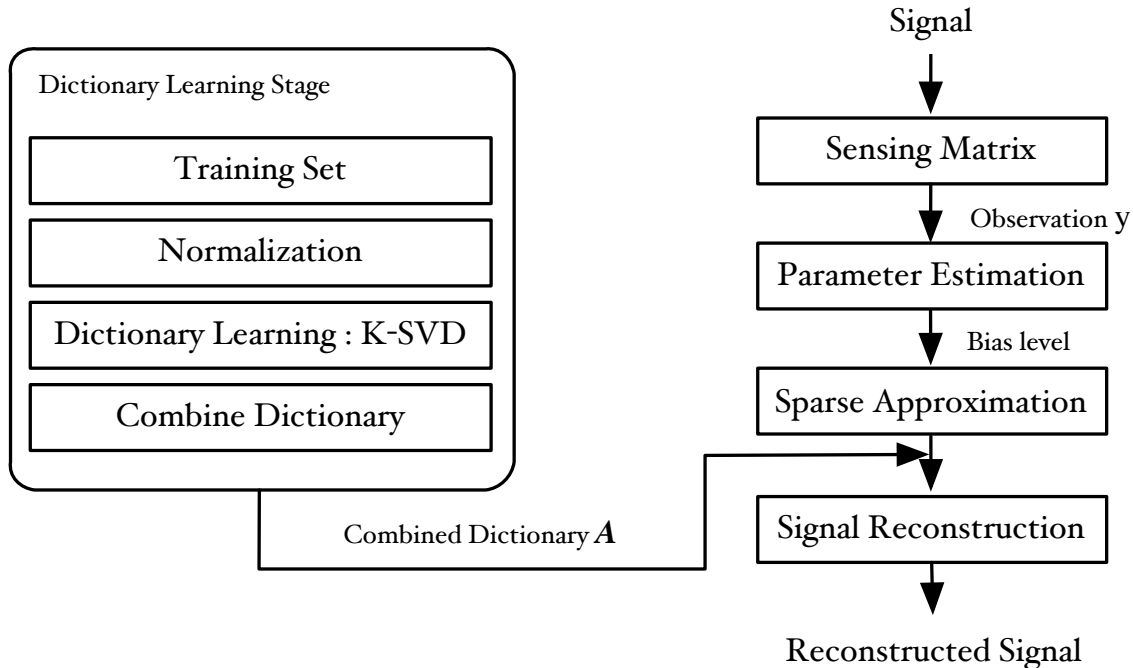 Dictionary Learning Stage
Training Set
Normalization
Dictionary Learning : K-SVD
Combine Dictionary
Combined Dictionary A
Signal
Sensing Matrix
Observation y
Parameter Estimation
Bias level
Sparse Approximation
Signal Reconstruction
Reconstructed Signal